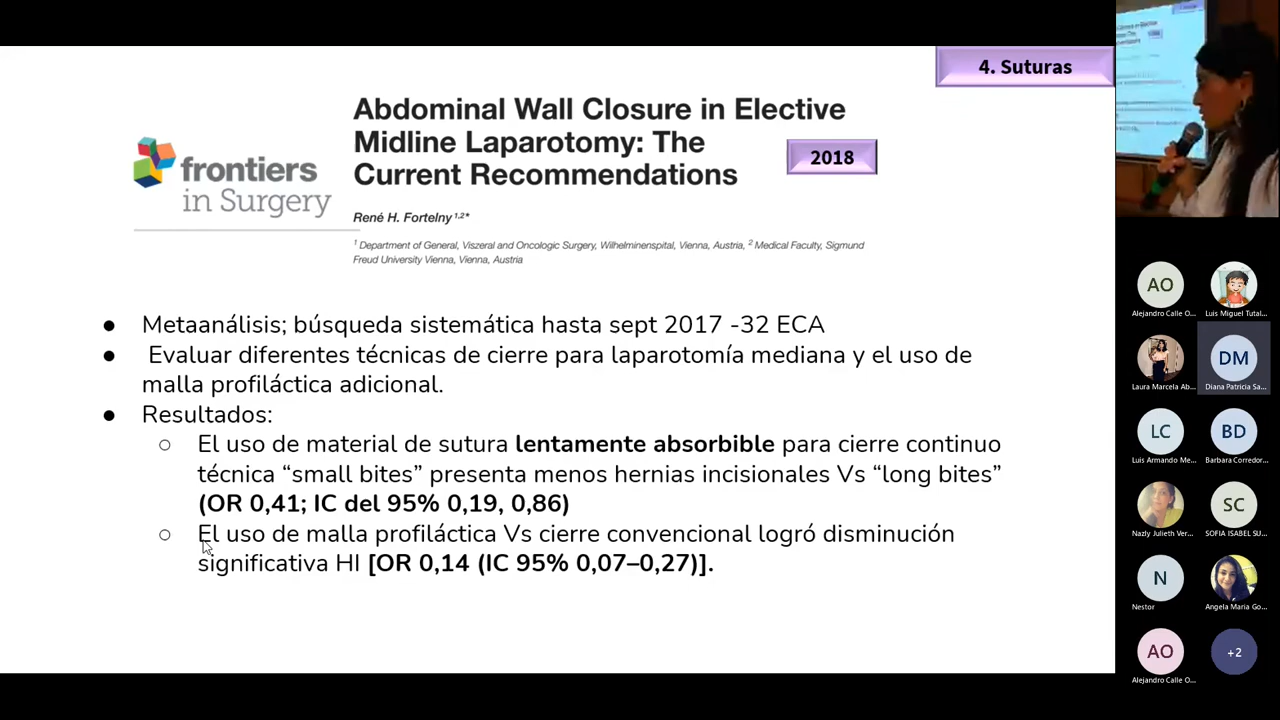 4. Suturas
Abdominal Wall Closure in Elective
Midline Laparotomy: The
Current Recommendations
2018
frontiers
in Surgery
René H. Fortelny 1,2*
1 Department of General, Viszeral and Oncologic Surgery, Wilhelminenspital, Vienna, Austria, 2 Medical Faculty, Sigmund
Freud University Vienna, Vienna, Austria
● Metaanálisis; búsqueda sistemática hasta sept 2017 -32 ECA
● Evaluar diferentes técnicas de cierre para laparotomía mediana y el uso de
malla profiláctica adicional.
● Resultados:
○ El uso de material de sutura lentamente absorbible para cierre continuo
técnica “small bites” presenta menos hernias incisionales Vs “long bites”
(OR 0,41; IC del 95% 0,19, 0,86)
○ El uso de malla profiláctica Vs cierre convencional logró disminución
significativa HI [OR 0,14 (IC 95% 0,07–0,27)].
AO
Alejandro Calle O...
Luis Miguel Tutal...
Laura Marcela Ab...
DM
Diana Patricia Sa...
LC
Luis Armando Me...
BD
Barbara Corredor...
Nazly Julieth Ver...
SC
SOFIA ISABEL SU...
N
Nestor
Angela Maria Go...
AO
Alejandro Calle O...
+2